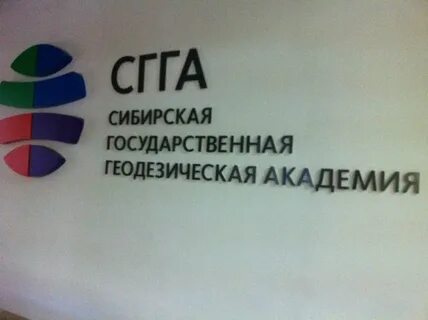 СГГА
СИБИРСКАЯ
ГОСУДАРСТВЕННАЯ
ГЕОДЕЗИЧЕСКАЯ АКАДЕМИЯ